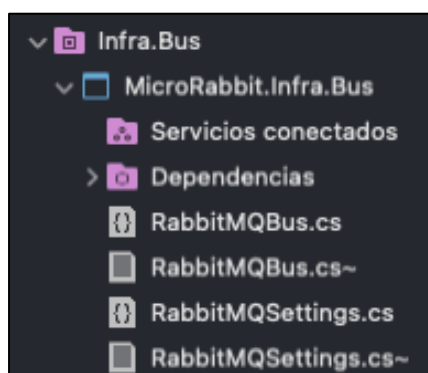 Infra.Bus
MicroRabbit.Infra.Bus
Servicios conectados
Dependencias
RabbitMQBus.cs
RabbitMQBus.cs~
RabbitMQSettings.cs
RabbitMQSettings.cs~